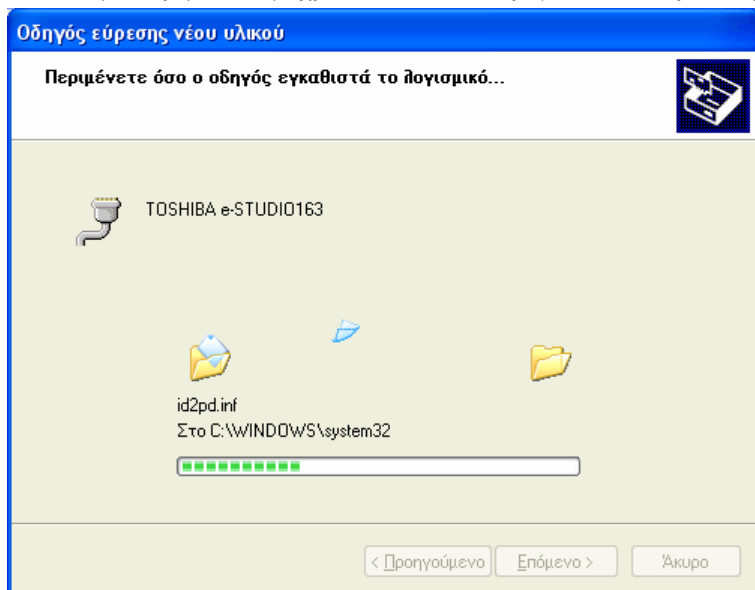 Οδηγός εύρεσης νέου υλικού
Περιμένετε όσο ο οδηγός εγκαθιστά το λογισμικό...
TOSHIBA e-STUDIO163
id2pd.inf
Στο C:\WINDOWS\system32
< Προηγούμενο
Επόμενο >
Άκυρο